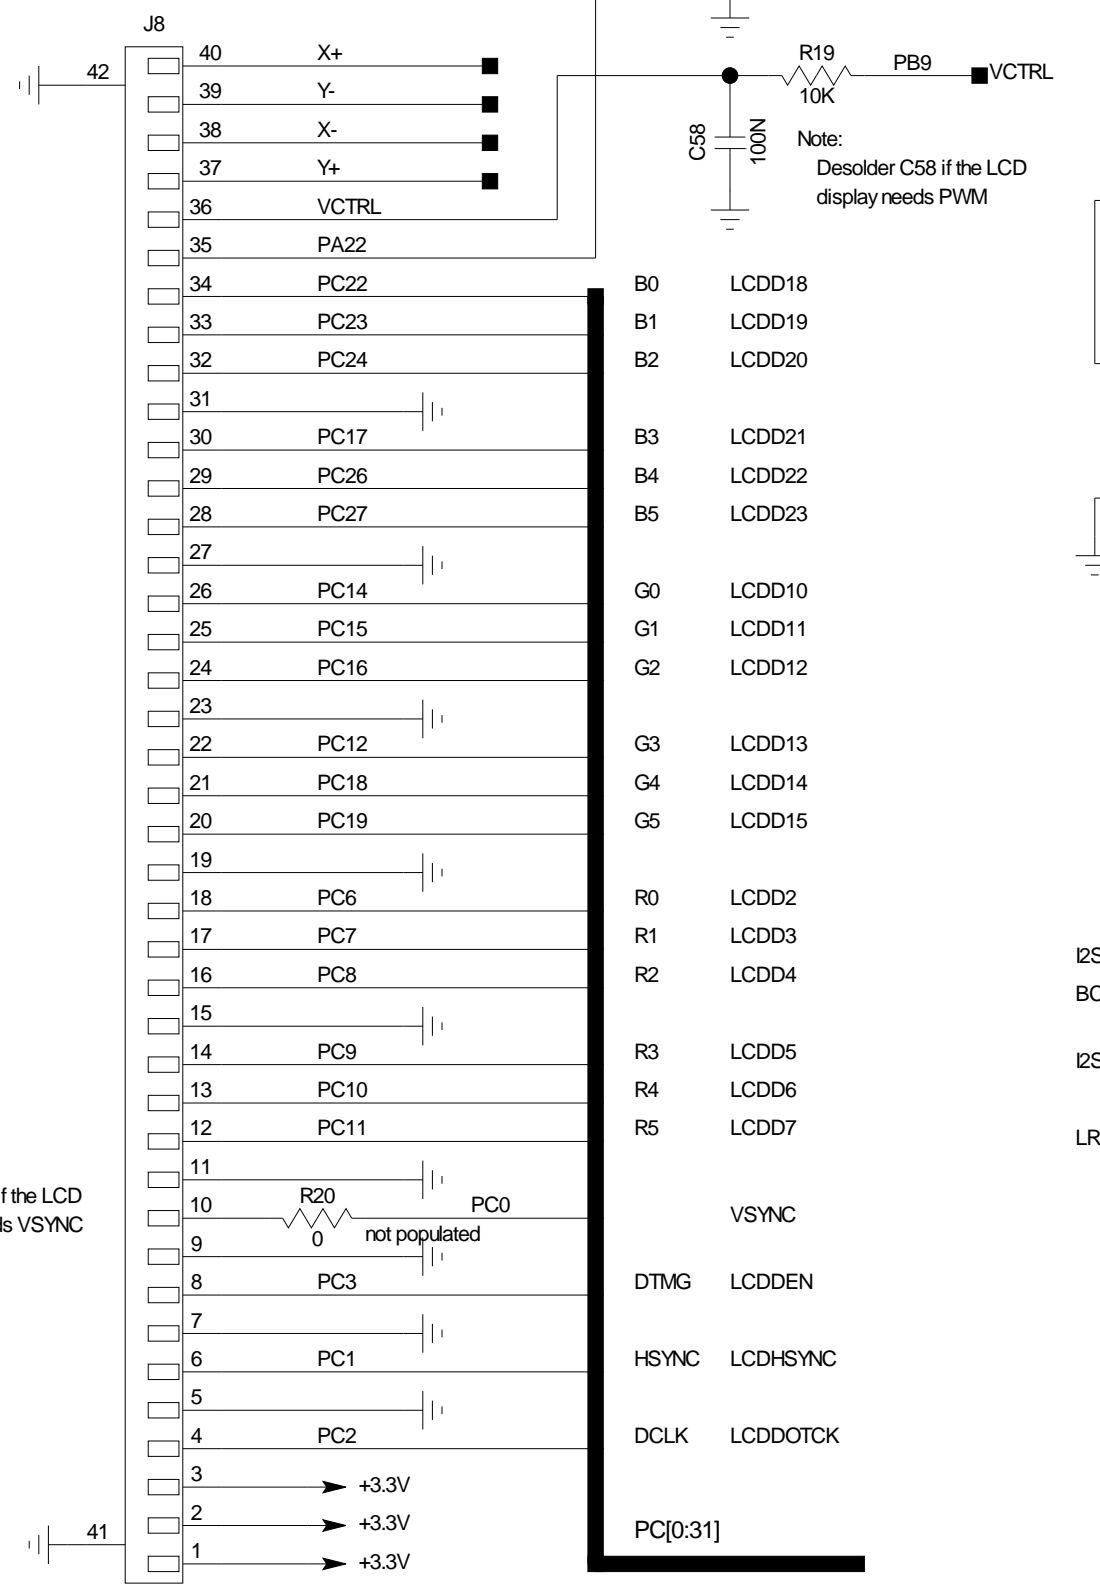 J8
42
40 X+
R19
PB9
VCTRL
10K
39 Y-
38 X-
C58
100N
Note:
Desolder C58 if the LCD
display needs PWM
37 Y+
36 VCTRL
35 PA22
34 PC22 B0 LCDD18
33 PC23 B1 LCDD19
32 PC24 B2 LCDD20
31
30 PC17 B3 LCDD21
29 PC26 B4 LCDD22
28 PC27 B5 LCDD23
27
26 PC14 G0 LCDD10
25 PC15 G1 LCDD11
24 PC16 G2 LCDD12
23
22 PC12 G3 LCDD13
21 PC18 G4 LCDD14
20 PC19 G5 LCDD15
19
18 PC6 R0 LCDD2
17 PC7 R1 LCDD3
16 PC8 R2 LCDD4
15
14 PC9 R3 LCDD5
13 PC10 R4 LCDD6
12 PC11 R5 LCDD7
11
f the LCD
VSYNC
10 R20 PC0 VSYNC
0 not populated
9
8 PC3 DTMG LCDDEN
7
6 PC1 HSYNC LCDHSYNC
5
4 PC2 DCLK LCDDOTCK
3 +3.3V
2 +3.3V
41
1 +3.3V
PC[0:31]
I2S
BC
I2S
LR